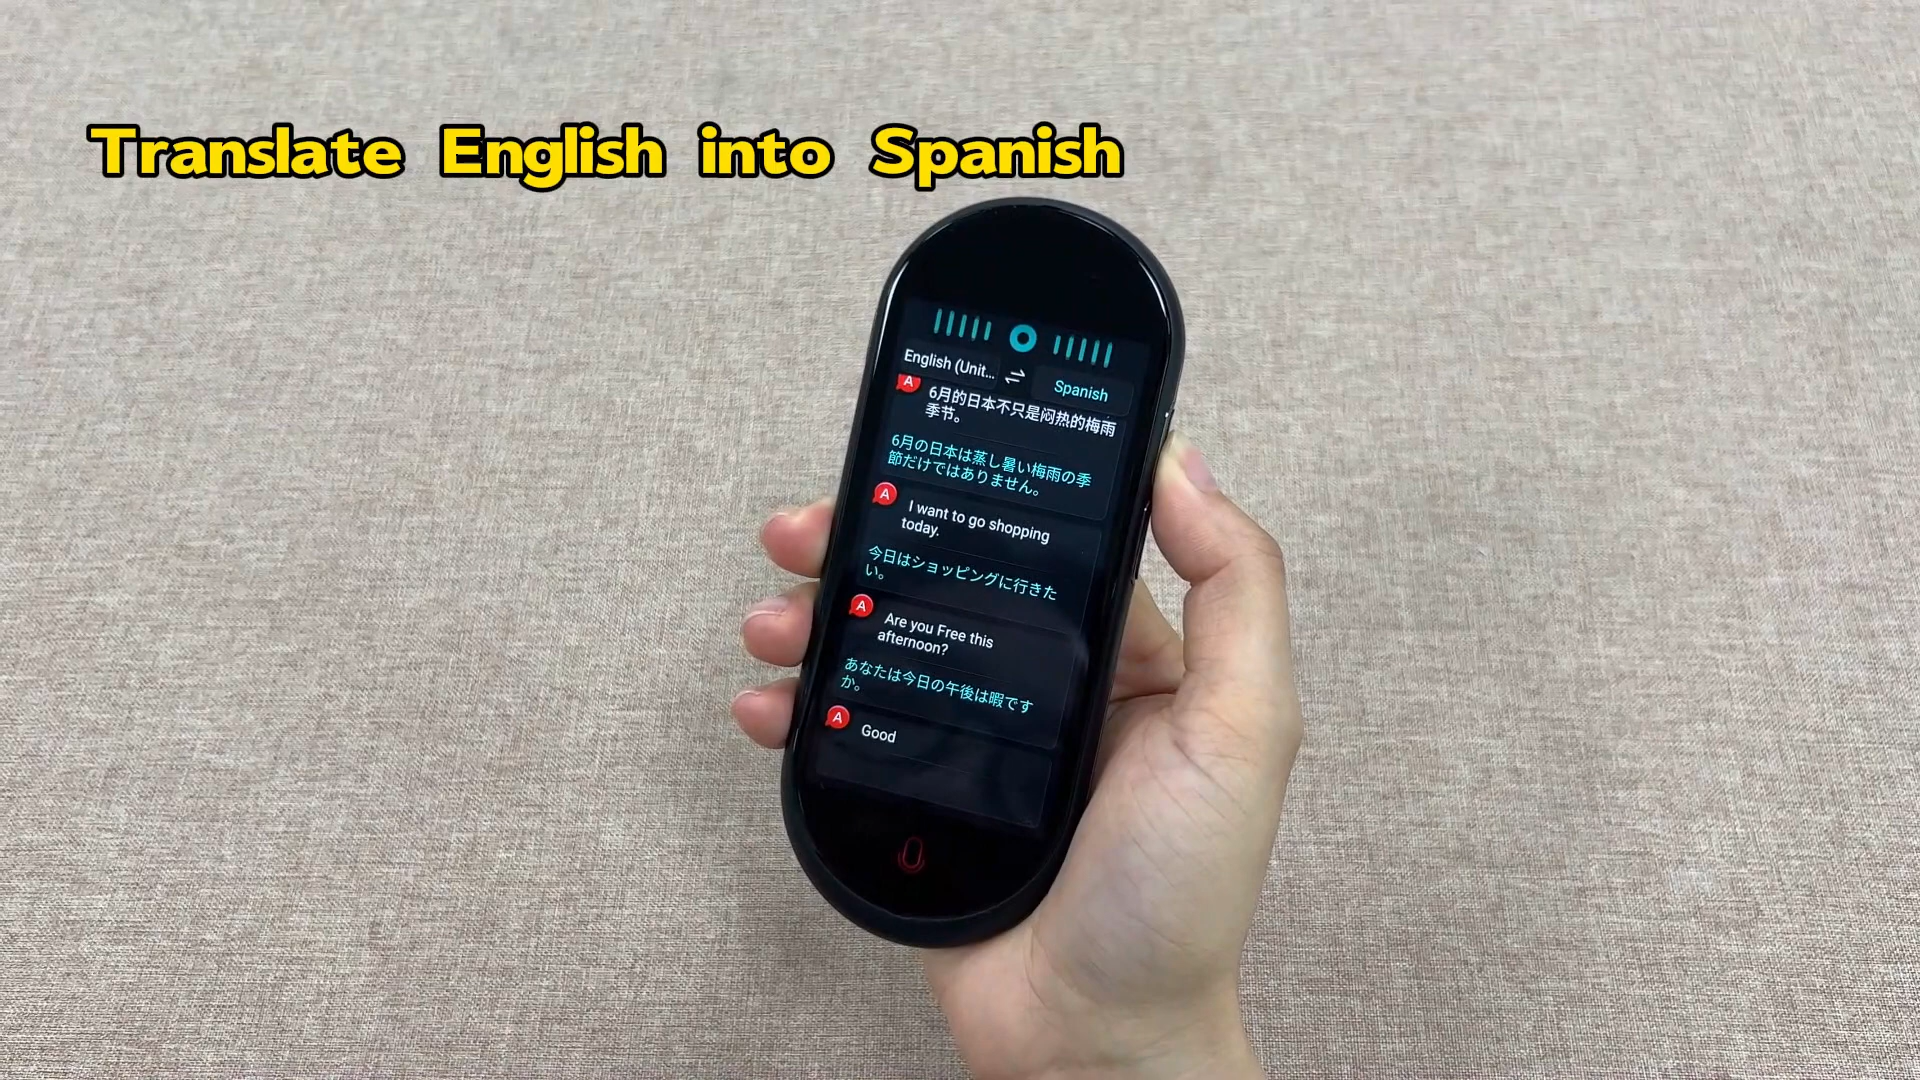 Translate English into Spanish
English (Unit... Spanish
A 6月的日本不只是闷热的梅雨
季节。
6月の日本は蒸し暑い梅雨の季
節だけではありません。
A I want to go shopping
today.
今日はショッピングに行きた
い。
A Are you Free this
afternoon?
あなたは今日の午後は暇です
か。
A Good